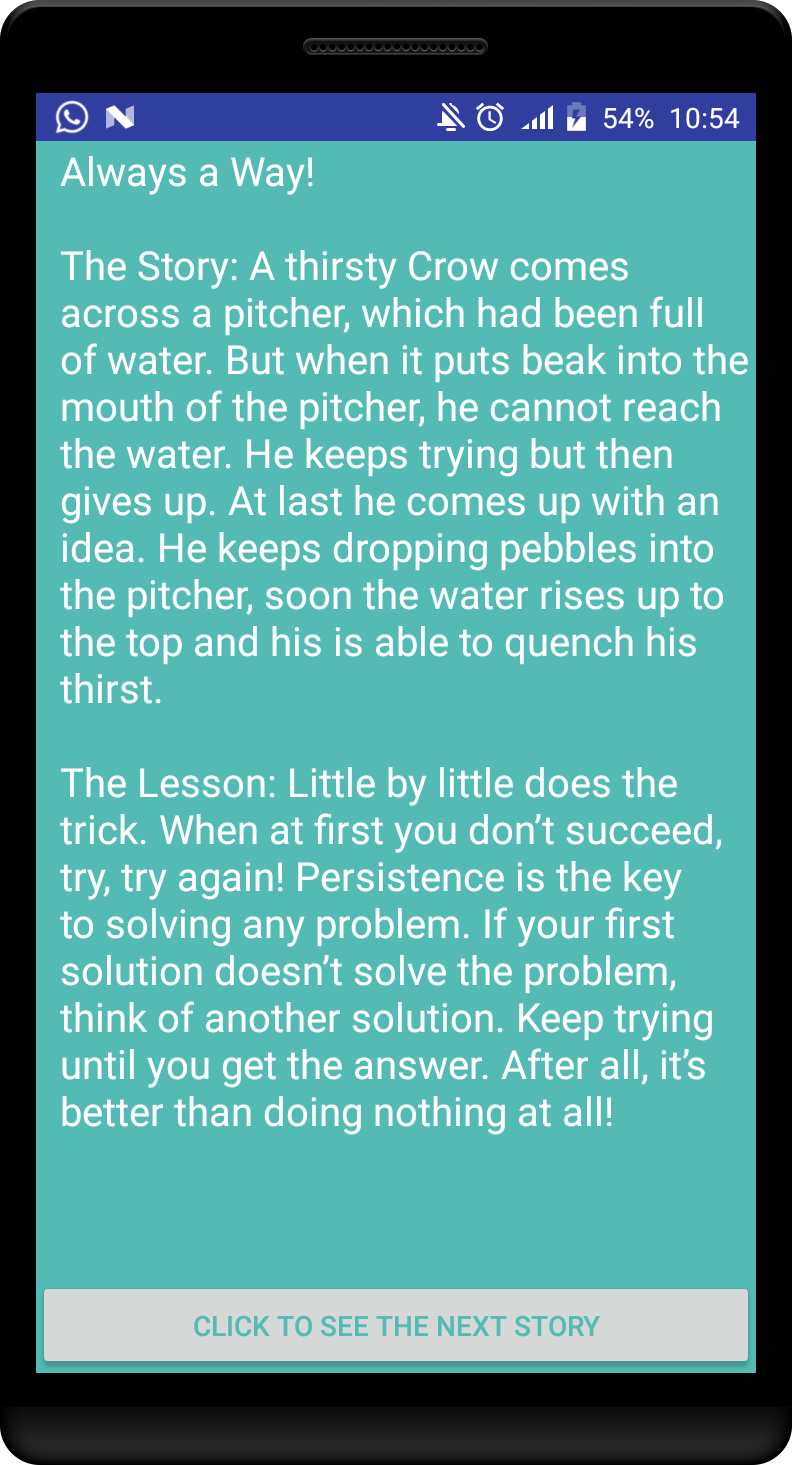 54% 10:54
Always a Way!
The Story: A thirsty Crow comes
across a pitcher, which had been full
of water. But when it puts beak into the
mouth of the pitcher, he cannot reach
the water. He keeps trying but then
gives up. At last he comes up with an
idea. He keeps dropping pebbles into
the pitcher, soon the water rises up to
the top and his is able to quench his
thirst.
The Lesson: Little by little does the
trick. When at first you don’t succeed,
try, try again! Persistence is the key
to solving any problem. If your first
solution doesn’t solve the problem,
think of another solution. Keep trying
until you get the answer. After all, it’s
better than doing nothing at all!
CLICK TO SEE THE NEXT STORY